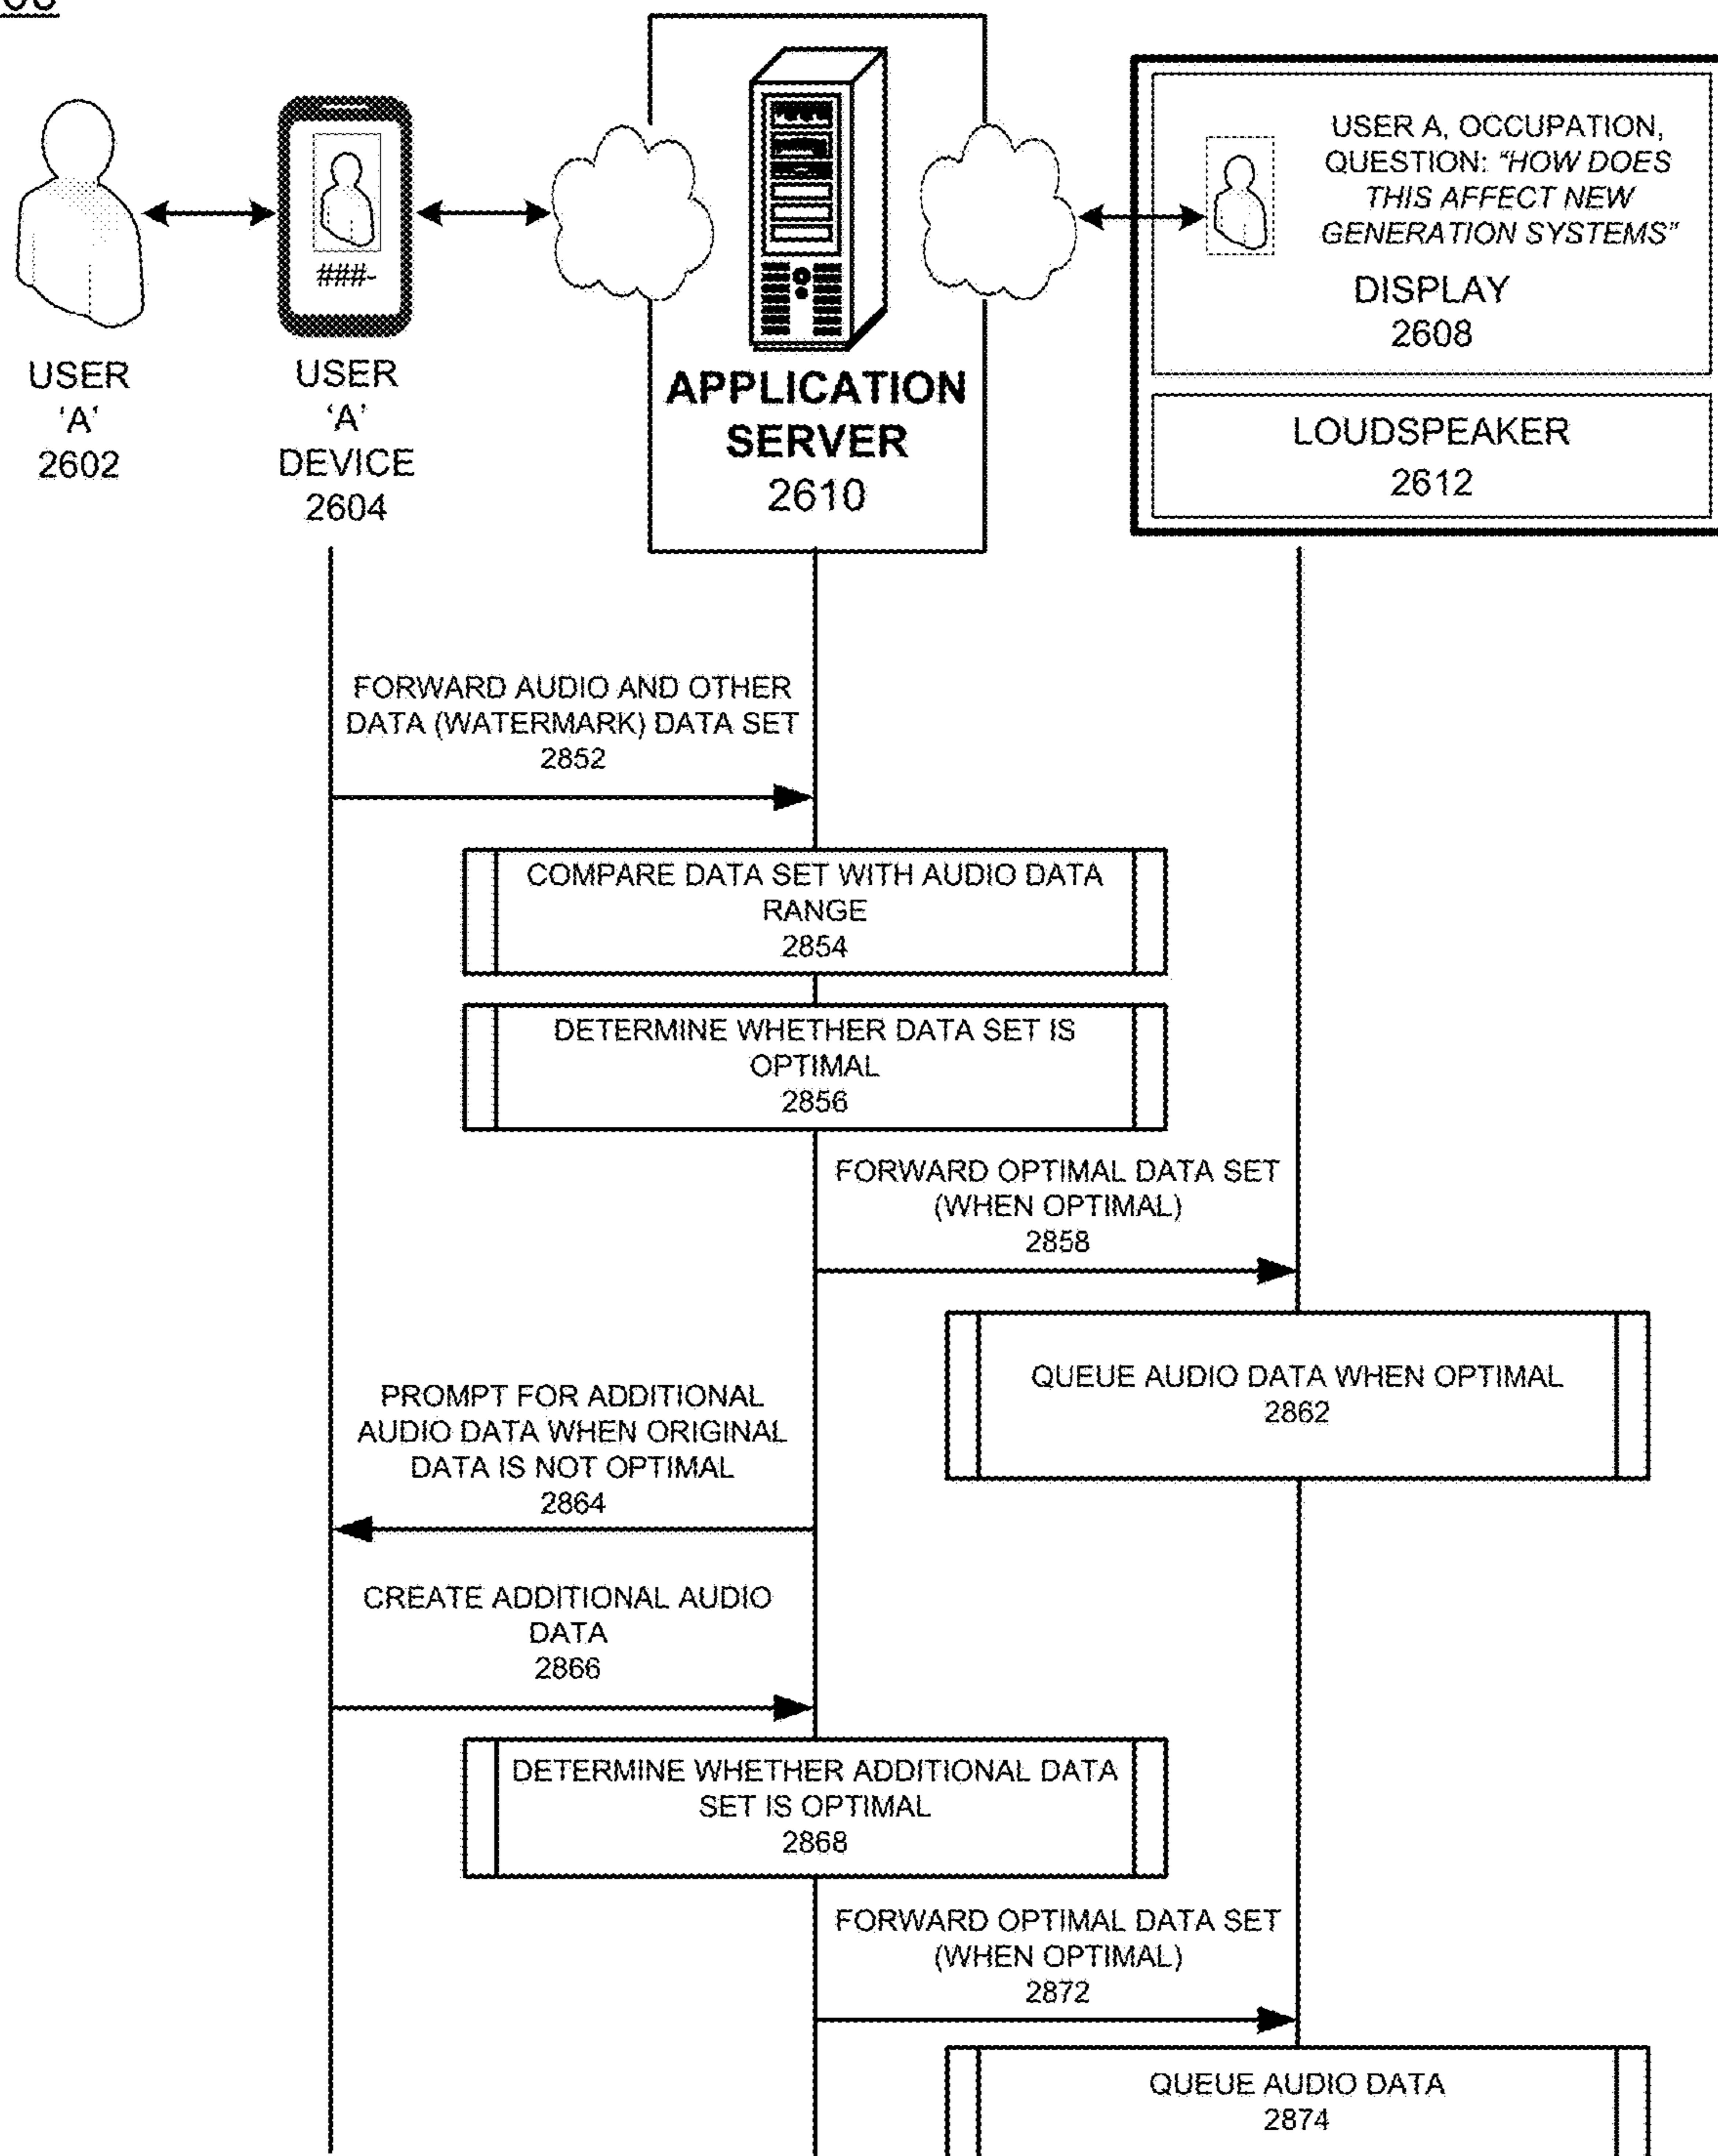 USER A, OCCUPATION,
QUESTION: "HOW DOES
THIS AFFECT NEW
GENERATION SYSTEMS"
DISPLAY
2608
LOUDSPEAKER
2612
###-
USER
'A'
2602
USER
'A'
DEVICE
2604
APPLICATION
SERVER
2610
FORWARD AUDIO AND OTHER
DATA (WATERMARK) DATA SET
2852
COMPARE DATA SET WITH AUDIO DATA
RANGE
2854
DETERMINE WHETHER DATA SET IS
OPTIMAL
2856
FORWARD OPTIMAL DATA SET
(WHEN OPTIMAL)
2858
QUEUE AUDIO DATA WHEN OPTIMAL
2862
PROMPT FOR ADDITIONAL
AUDIO DATA WHEN ORIGINAL
DATA IS NOT OPTIMAL
2864
CREATE ADDITIONAL AUDIO
DATA
2866
DETERMINE WHETHER ADDITIONAL DATA
SET IS OPTIMAL
2868
FORWARD OPTIMAL DATA SET
(WHEN OPTIMAL)
2872
QUEUE AUDIO DATA
2874